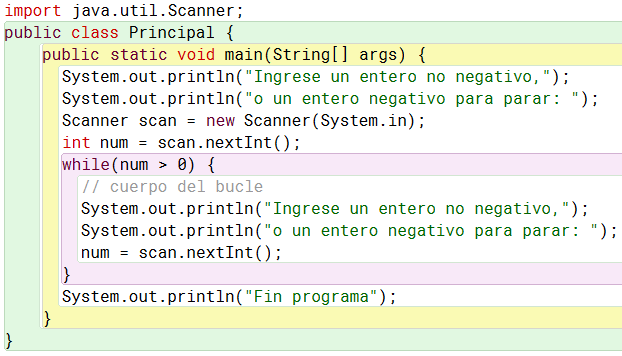 import java.util.Scanner;
public class Principal {
    public static void main(String[] args) {
        System.out.println("Ingrese un entero no negativo,");
        System.out.println("o un entero negativo para parar: ");
        Scanner scan = new Scanner(System.in);
        int num = scan.nextInt();
        while(num > 0) {
            // cuerpo del bucle
            System.out.println("Ingrese un entero no negativo,");
            System.out.println("o un entero negativo para parar: ");
            num = scan.nextInt();
        }
        System.out.println("Fin programa");
    }
}